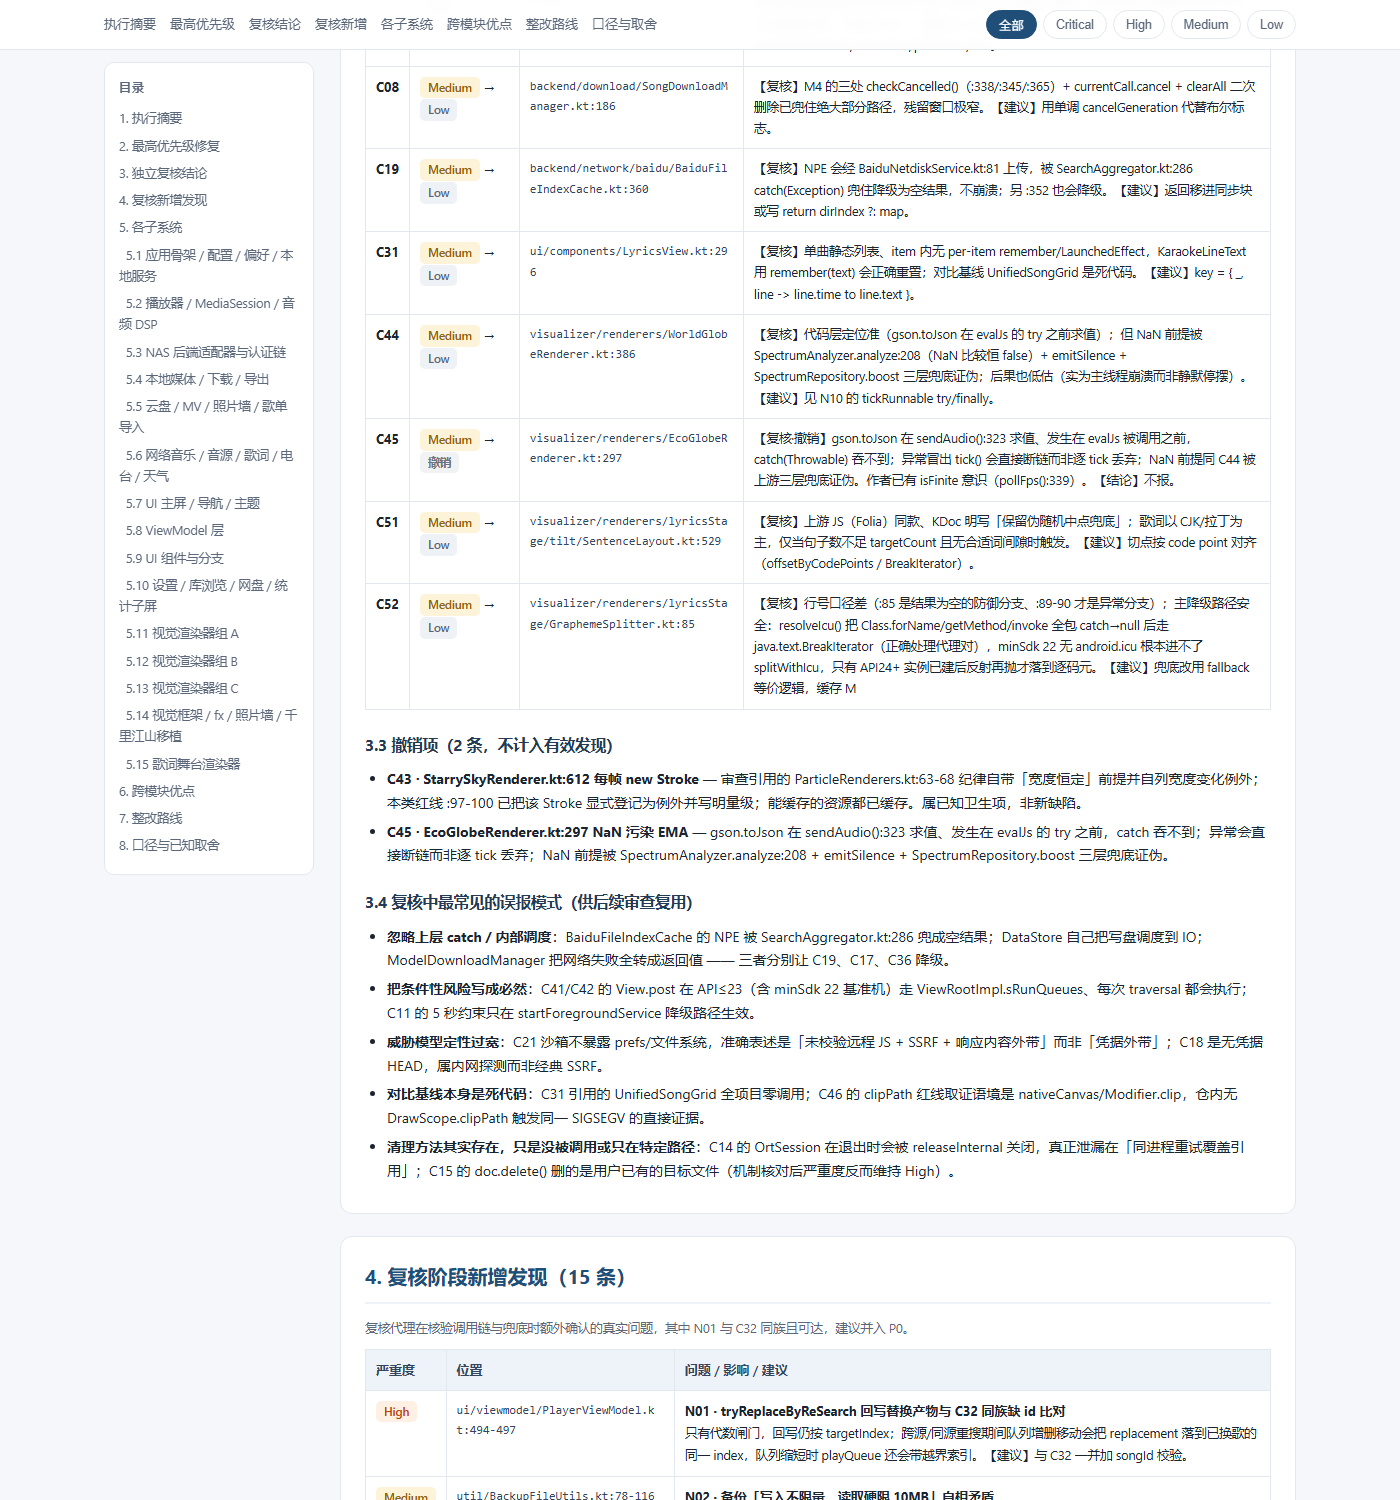 执行摘要 最高优先级 复核结论 复核新增 各子系统 跨模块优点 整改路线 口径与取舍
全部 Critical High Medium Low
目录
1. 执行摘要
2. 最高优先级修复
3. 独立复核结论
4. 复核新增发现
5. 各子系统
5.1 应用骨架 / 配置 / 偏好 / 本
地服务
5.2 播放器 / MediaSession / 音
频 DSP
5.3 NAS 后端适配器与认证链
5.4 本地媒体 / 下载 / 导出
5.5 云盘 / MV / 照片墙 / 歌单
导入
5.6 网络音乐 / 音源 / 歌词 / 电
台 / 天气
5.7 UI 主屏 / 导航 / 主题
5.8 ViewModel 层
5.9 UI 组件与分支
5.10 设置 / 库浏览 / 网盘 / 统
计子屏
5.11 视觉渲染器组 A
5.12 视觉渲染器组 B
5.13 视觉渲染器组 C
5.14 视觉框架 / fx / 照片墙 / 千
里江山移植
5.15 歌词舞台渲染器
6. 跨模块优点
7. 整改路线
8. 口径与已知取舍
C08
Medium →
Low
backend/download/SongDownloadM
anager.kt:186
【复核】M4 的三处 checkCancelled()（:338/:345/:365）+ currentCall.cancel + clearAll 二次
删除已兜住绝大部分路径，残留窗口极窄。【建议】用单调 cancelGeneration 代替布尔标
志。
C19
Medium →
Low
backend/network/baidu/BaiduFil
eIndexCache.kt:360
【复核】NPE 会经 BaiduNetdiskService.kt:81 上传，被 SearchAggregator.kt:286
catch(Exception) 兜住降级为空结果，不崩溃；另 :352 也会降级。【建议】返回移进同步块
或写 return dirIndex ?: map。
C31
Medium →
Low
ui/components/LyricsView.kt:29
6
【复核】单曲静态列表、item 内无 per-item remember/LaunchedEffect，KaraokeLineText
用 remember(text) 会正确重置；对比基线 UnifiedSongGrid 是死代码。【建议】key = { _,
line -> line.time to line.text }。
C44
Medium →
Low
visualizer/renderers/WorldGlob
eRenderer.kt:386
【复核】代码层定位准（gson.toJson 在 evalJs 的 try 之前求值）；但 NaN 前提被
SpectrumAnalyzer.analyze:208（NaN 比较恒 false）+ emitSilence +
SpectrumRepository.boost 三层兜底证伪；后果也低估（实为主线程崩溃而非静默停摆）。
【建议】见 N10 的 tickRunnable try/finally。
C45
Medium →
撤销
visualizer/renderers/EcoGlobeR
enderer.kt:297
【复核·撤销】gson.toJson 在 sendAudio():323 求值、发生在 evalJs 被调用之前，
catch(Throwable) 吞不到；异常冒出 tick() 会直接断链而非逐 tick 丢弃；NaN 前提同 C44 被
上游三层兜底证伪。作者已有 isFinite 意识（pollFps():339）。【结论】不报。
C51
Medium →
Low
visualizer/renderers/lyricsSta
ge/tilt/SentenceLayout.kt:529
【复核】上游 JS（Folia）同款、KDoc 明写「保留伪随机中点兜底」；歌词以 CJK/拉丁为
主，仅当句子数不足 targetCount 且无合适词间隙时触发。【建议】切点按 code point 对齐
（offsetByCodePoints / BreakIterator）。
C52
Medium →
Low
visualizer/renderers/lyricsSta
ge/GraphemeSplitter.kt:85
【复核】行号口径差（:85 是结果为空的防御分支、:89-90 才是异常分支）；主降级路径安
全：resolveIcu() 把 Class.forName/getMethod/invoke 全包 catch→null 后走
java.text.BreakIterator（正确处理代理对），minSdk 22 无 android.icu 根本进不了
splitWithIcu，只有 API24+ 实例已建后反射再抛才落到逐码元。【建议】兜底改用 fallback
等价逻辑，缓存 M
3.3 撤销项（2 条，不计入有效发现）
• C43 · StarrySkyRenderer.kt:612 每帧 new Stroke — 审查引用的 ParticleRenderers.kt:63-68 纪律自带「宽度恒定」前提并自列宽度变化例外；
本类红线 :97-100 已把该 Stroke 显式登记为例外并写明量级；能缓存的资源都已缓存。属已知卫生项，非新缺陷。
• C45 · EcoGlobeRenderer.kt:297 NaN 污染 EMA — gson.toJson 在 sendAudio():323 求值、发生在 evalJs 的 try 之前，catch 吞不到；异常会直
接断链而非逐 tick 丢弃；NaN 前提被 SpectrumAnalyzer.analyze:208 + emitSilence + SpectrumRepository.boost 三层兜底证伪。
3.4 复核中最常见的误报模式（供后续审查复用）
• 忽略上层 catch / 内部调度：BaiduFileIndexCache 的 NPE 被 SearchAggregator.kt:286 兜成空结果；DataStore 自己把写盘调度到 IO；
ModelDownloadManager 把网络失败全转成返回值 —— 三者分别让 C19、C17、C36 降级。
• 把条件性风险写成必然：C41/C42 的 View.post 在 API≤23（含 minSdk 22 基准机）走 ViewRootImpl.sRunQueues、每次 traversal 都会执行；
C11 的 5 秒约束只在 startForegroundService 降级路径生效。
• 威胁模型定性过宽：C21 沙箱不暴露 prefs/文件系统，准确表述是「未校验远程 JS + SSRF + 响应内容外带」而非「凭据外带」；C18 是无凭据
HEAD，属内网探测而非经典 SSRF。
• 对比基线本身是死代码：C31 引用的 UnifiedSongGrid 全项目零调用；C46 的 clipPath 红线取证语境是 nativeCanvas/Modifier.clip，仓内无
DrawScope.clipPath 触发同一 SIGSEGV 的直接证据。
• 清理方法其实存在，只是没被调用或只在特定路径：C14 的 OrtSession 在退出时会被 releaseInternal 关闭，真正泄漏在「同进程重试覆盖引
用」；C15 的 doc.delete() 删的是用户已有的目标文件（机制核对后严重度反而维持 High）。
4. 复核阶段新增发现（15 条）
复核代理在核验调用链与兜底时额外确认的真实问题，其中 N01 与 C32 同族且可达，建议并入 P0。
严重度 位置 问题 / 影响 / 建议
High
ui/viewmodel/PlayerViewModel.k
t:494-497
N01 · tryReplaceByReSearch 回写替换产物与 C32 同族缺 id 比对
只有代数闸门，回写仍按 targetIndex；跨源/同源重搜期间队列增删移动会把 replacement 落到已换歌的
同一 index，队列缩短时 playQueue 还会带越界索引。【建议】与 C32 一并加 songId 校验。
Medium
util/BackupFileUtils.kt:78-116
N02 · 备份「写入不限量、读取硬限 10MB」自相矛盾